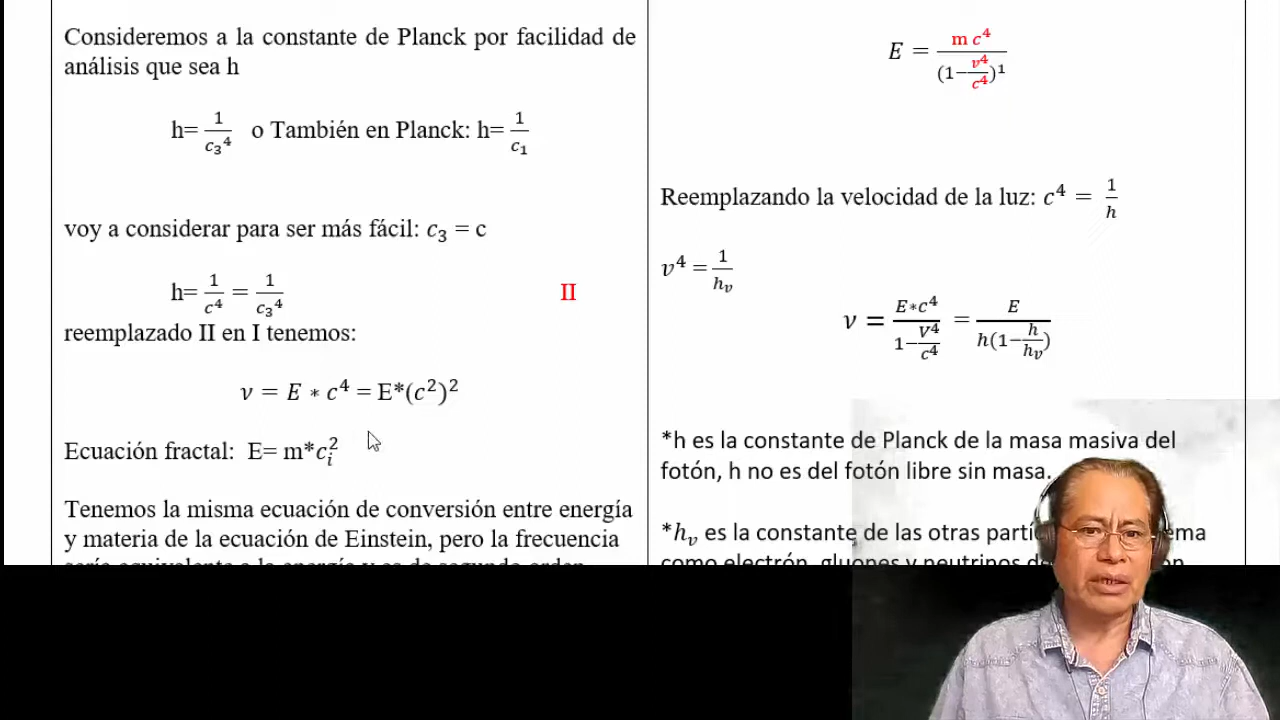 Consideremos a la constante de Planck por facilidad de
análisis que sea h
h= 1/c₃⁴ o También en Planck: h= 1/c₁
voy a considerar para ser más fácil: c₃ = c
h= 1/c⁴ = 1/c₃⁴ II
reemplazado II en I tenemos:
ν = E ∗ c⁴ = E*(c²)²
Ecuación fractal: E= m*cᵢ²
Tenemos la misma ecuación de conversión entre energía
y materia de la ecuación de Einstein, pero la frecuencia
E = m c⁴/(1−v⁴/c⁴)¹
Reemplazando la velocidad de la luz: c⁴ = 1/h
v⁴ = 1/hᵥ
ν = E∗c⁴/(1−V⁴/c⁴) = E/(h(1−h/hᵥ))
*h es la constante de Planck de la masa masiva del
fotón, h no es del fotón libre sin masa.
*hᵥ es la constante de las otras